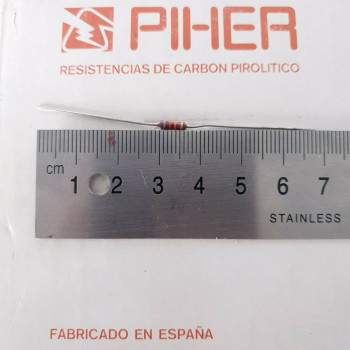 PIHER
RESISTENCIAS DE CARBON PIROLITICO
cm 1 2 3 4 5 6 7
STAINLESS
FABRICADO EN ESPAÑA